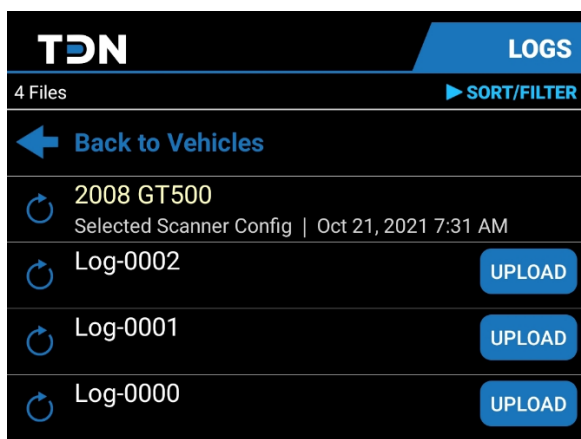 TDN
LOGS
4 Files
SORT/FILTER
Back to Vehicles
2008 GT500
Selected Scanner Config | Oct 21, 2021 7:31 AM
Log-0002
UPLOAD
Log-0001
UPLOAD
Log-0000
UPLOAD